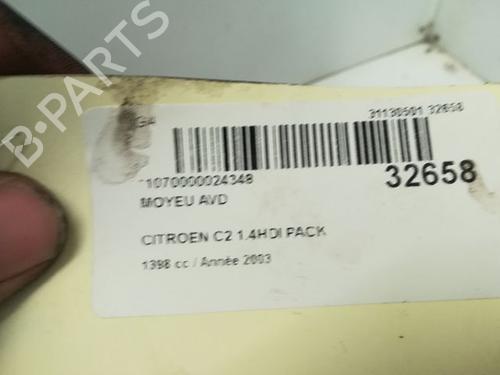 31130501 32658
*1070000024348
32658
MOYEU AVD
CITROEN C2 1.4HDI PACK
1398 cc / Année 2003
B-PARTS